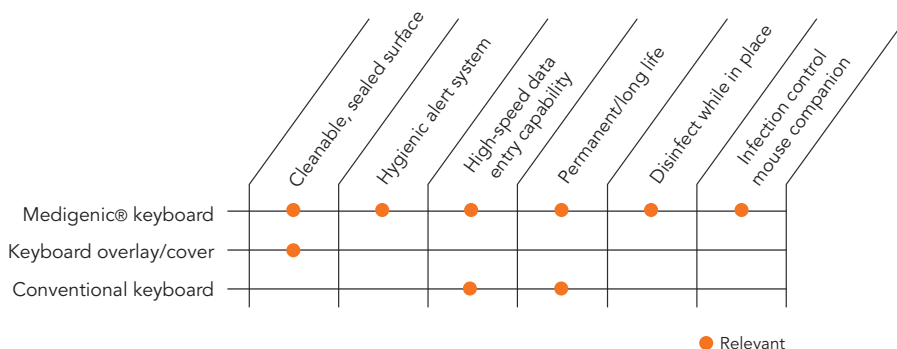 Cleanable, sealed surface
Hygienic alert system
High-speed data
entry capability
Permanent/long life
Disinfect while in place
Infection control
mouse companion
Medigenic® keyboard
Keyboard overlay/cover
Conventional keyboard
Relevant